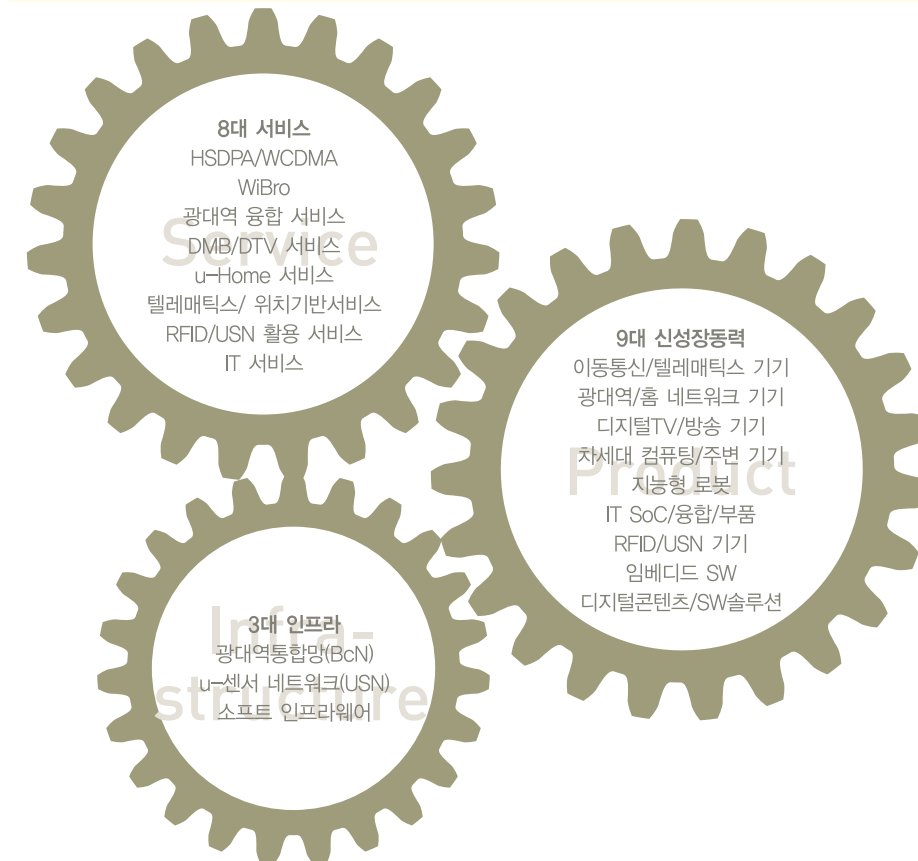 8대 서비스
HSDPA/WCDMA
WiBro
광대역 융합 서비스
DMB/DTV 서비스
u-Home 서비스
텔레매틱스/ 위치기반서비스
RFID/USN 활용 서비스
IT 서비스
Service
9대 신성장동력
이동통신/텔레매틱스 기기
광대역/홈 네트워크 기기
디지털TV/방송 기기
차세대 컴퓨팅/주변 기기
지능형 로봇
IT SoC/융합/부품
RFID/USN 기기
임베디드 SW
디지털콘텐츠/SW솔루션
Product
3대 인프라
광대역통합망(BcN)
u-센서 네트워크(USN)
소프트 인프라웨어
Infra-
structure